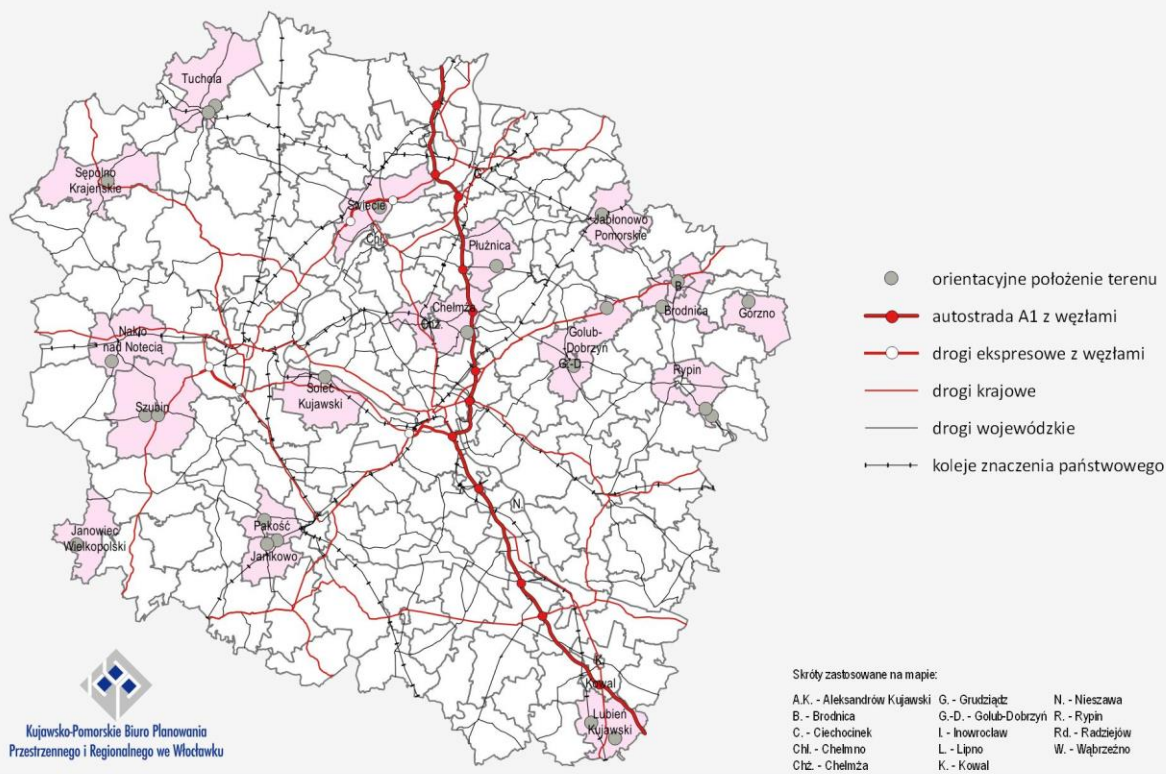 Tuchola
Sępólno
Krajeńskie
Świecie
Chł.
G.
Jabłonowo
Pomorskie
Płużnica
Chełmża
Chż.
B.
Brodnica
Górzno
Golub-
-Dobrzyń
G.-D.
Rypin
Nakło
nad Notecią
Szubin
Solec
Kujawski
N.
Janowiec
Wielkopolski
Pakość
Janikowo
K.
Kowal
Lubień
Kujawski
orientacyjne położenie terenu
autostrada A1 z węzłami
drogi ekspresowe z węzłami
drogi krajowe
drogi wojewódzkie
koleje znaczenia państwowego
Kujawsko-Pomorskie Biuro Planowania
Przestrzennego i Regionalnego we Włocławku
Skróty zastosowane na mapie:
A.K. - Aleksandrów Kujawski G. - Grudziądz N. - Nieszawa
B. - Brodnica G.-D. - Golub-Dobrzyń R. - Rypin
C. - Ciechocinek I. - Inowrocław Rd. - Radziejów
Chł. - Chełmno L. - Lipno W. - Wąbrzeźno
Chż. - Chełmża K. - Kowal